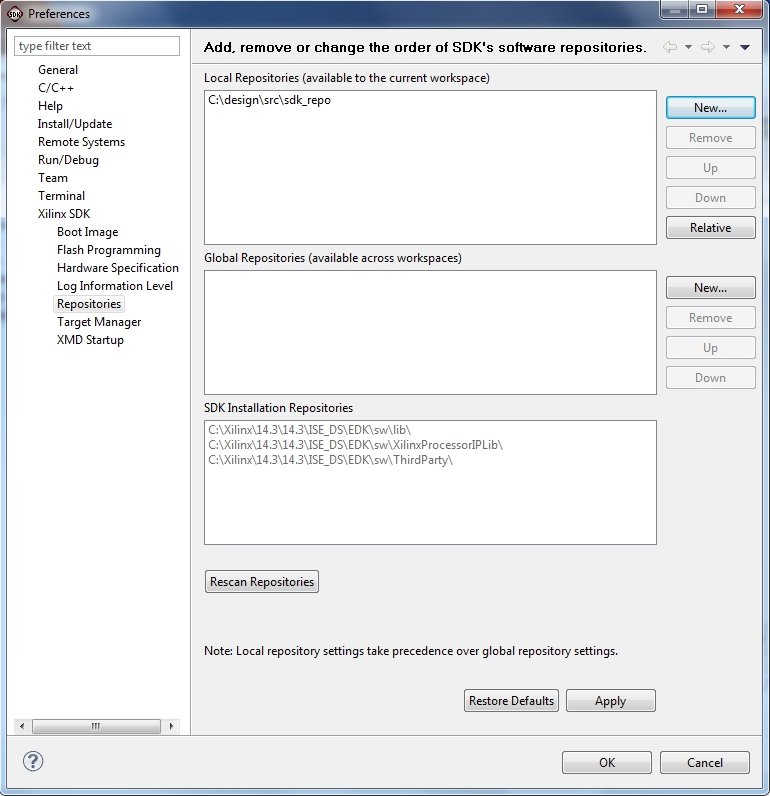 SDK Preferences
type filter text
General
C/C++
Help
Install/Update
Remote Systems
Run/Debug
Team
Terminal
Xilinx SDK
Boot Image
Flash Programming
Hardware Specification
Log Information Level
Repositories
Target Manager
XMD Startup
Add, remove or change the order of SDK's software repositories.
Local Repositories (available to the current workspace)
C:\design\src\sdk_repo
New...
Remove
Up
Down
Relative
Global Repositories (available across workspaces)
New...
Remove
Up
Down
SDK Installation Repositories
C:\Xilinx\14.3\14.3\ISE_DS\EDK\sw\lib\
C:\Xilinx\14.3\14.3\ISE_DS\EDK\sw\XilinxProcessorIPLib\
C:\Xilinx\14.3\14.3\ISE_DS\EDK\sw\ThirdParty\
Rescan Repositories
Note: Local repository settings take precedence over global repository settings.
Restore Defaults
Apply
?
OK
Cancel